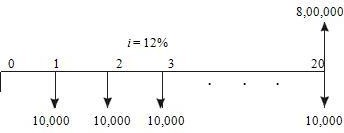 8,00,000
i = 12%
0 1 2 3 . . . 20
10,000 10,000 10,000 10,000